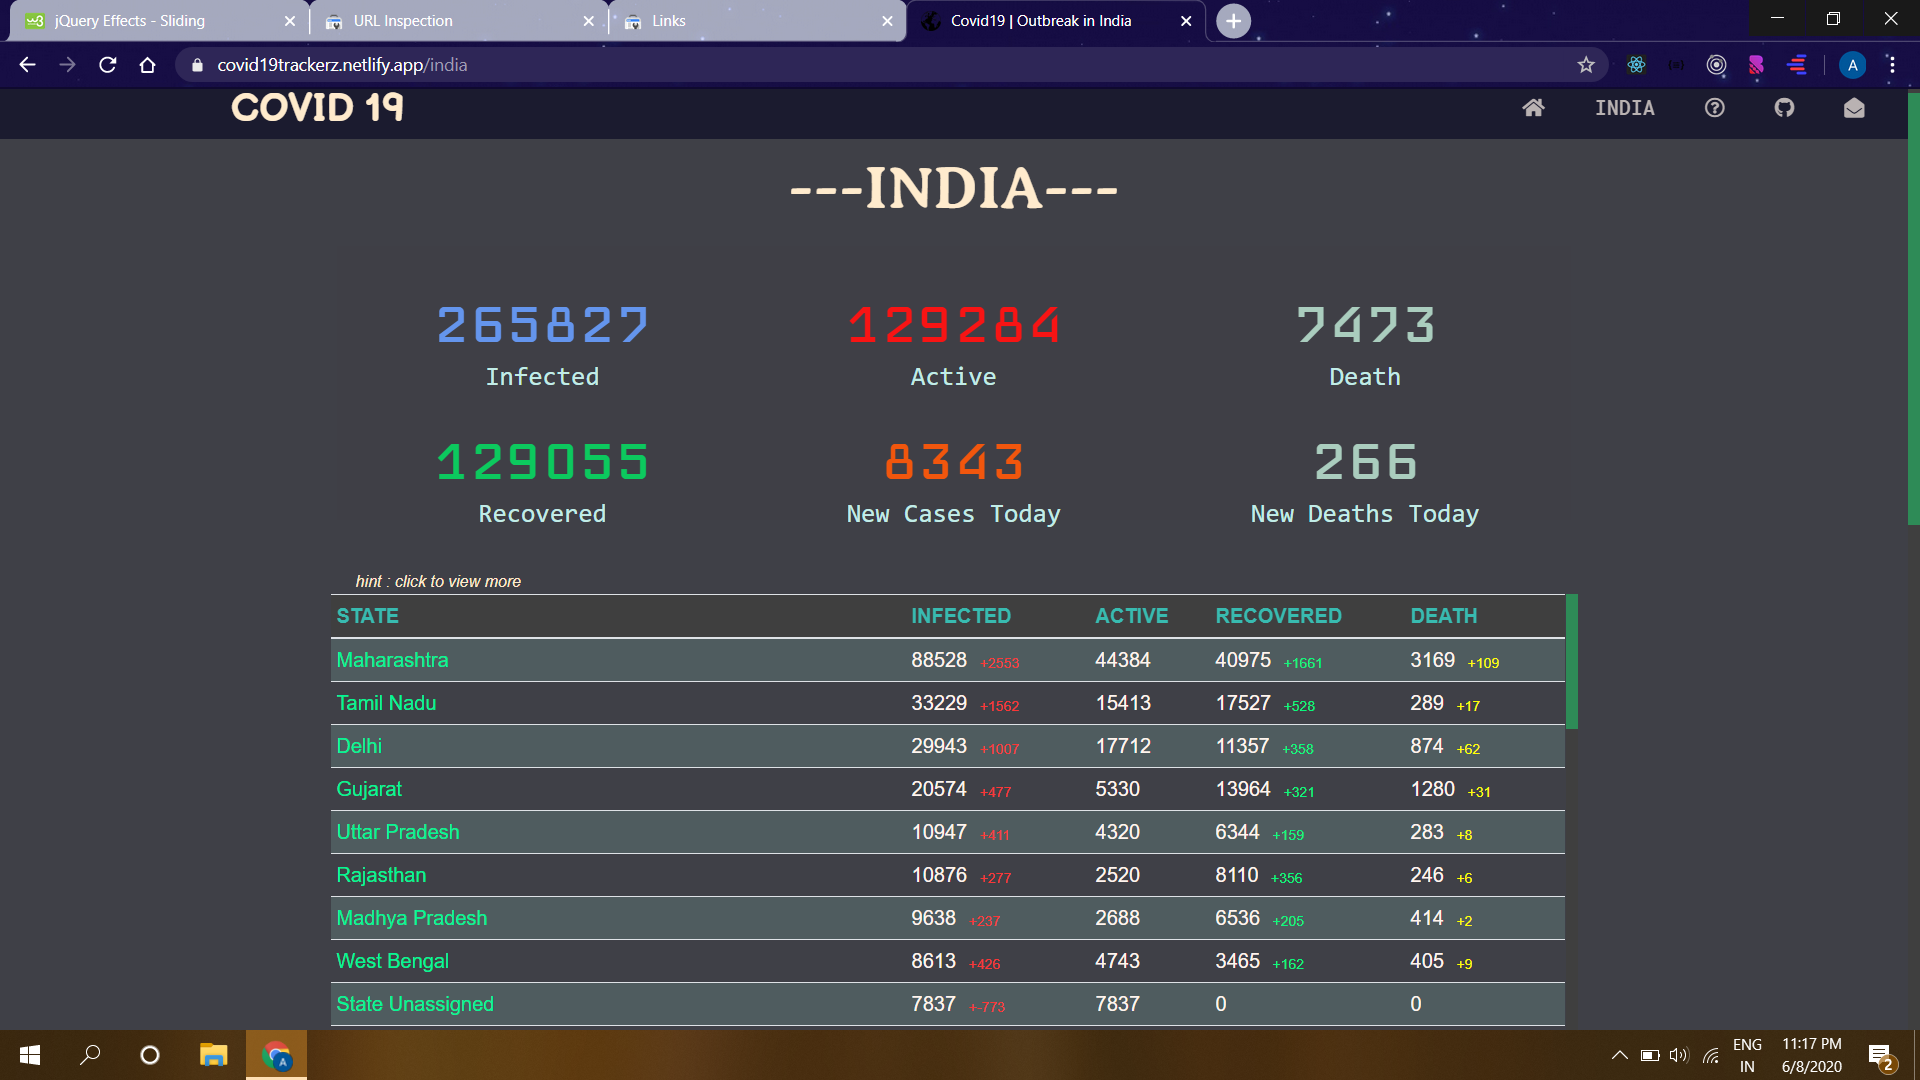 jQuery Effects - Sliding
URL Inspection
Links
Covid19 | Outbreak in India
covid19trackerz.netlify.app/india
A
COVID 19
INDIA
---INDIA---
265827
129284
7473
Infected
Active
Death
129055
8343
266
Recovered
New Cases Today
New Deaths Today
hint : click to view more
STATE INFECTED ACTIVE RECOVERED DEATH
Maharashtra 88528 +2553 44384 40975 +1661 3169 +109
Tamil Nadu 33229 +1562 15413 17527 +528 289 +17
Delhi 29943 +1007 17712 11357 +358 874 +62
Gujarat 20574 +477 5330 13964 +321 1280 +31
Uttar Pradesh 10947 +411 4320 6344 +159 283 +8
Rajasthan 10876 +277 2520 8110 +356 246 +6
Madhya Pradesh 9638 +237 2688 6536 +205 414 +2
West Bengal 8613 +426 4743 3465 +162 405 +9
State Unassigned 7837 +-773 7837 0 0
A
ENG
IN
11:17 PM
6/8/2020
2